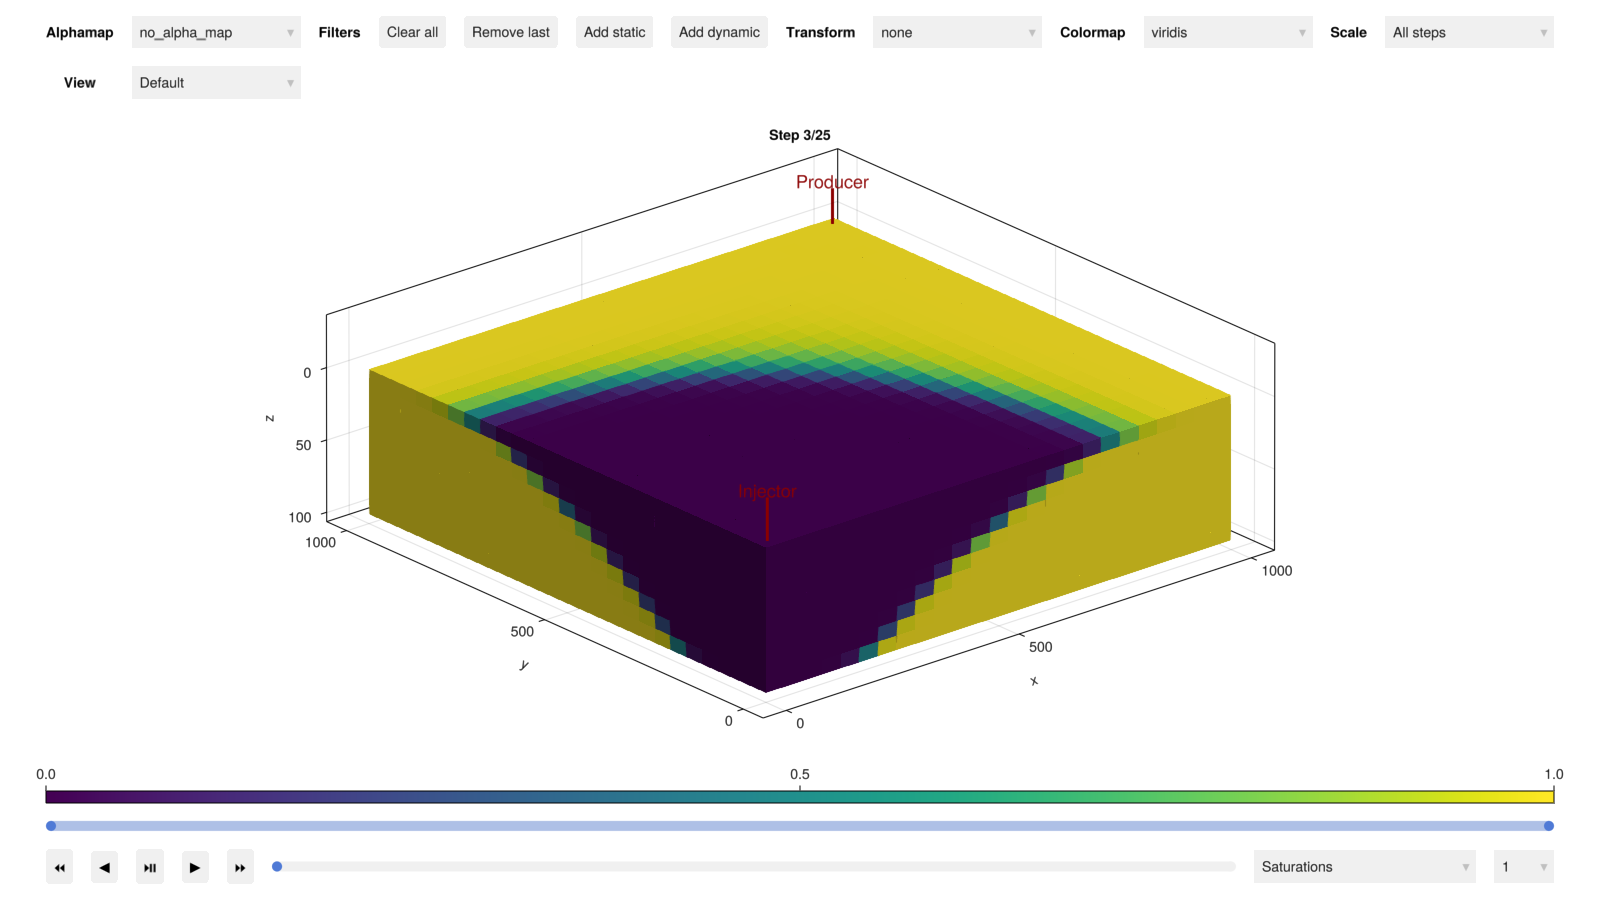 Alphamap no_alpha_map Filters Clear all Remove last Add static Add dynamic Transform none Colormap viridis Scale All steps
View Default
Step 3/25
Producer
Injector
z
0
50
100
1000
500
0
y
0
500
1000
x
0.0 0.5 1.0
Saturations 1